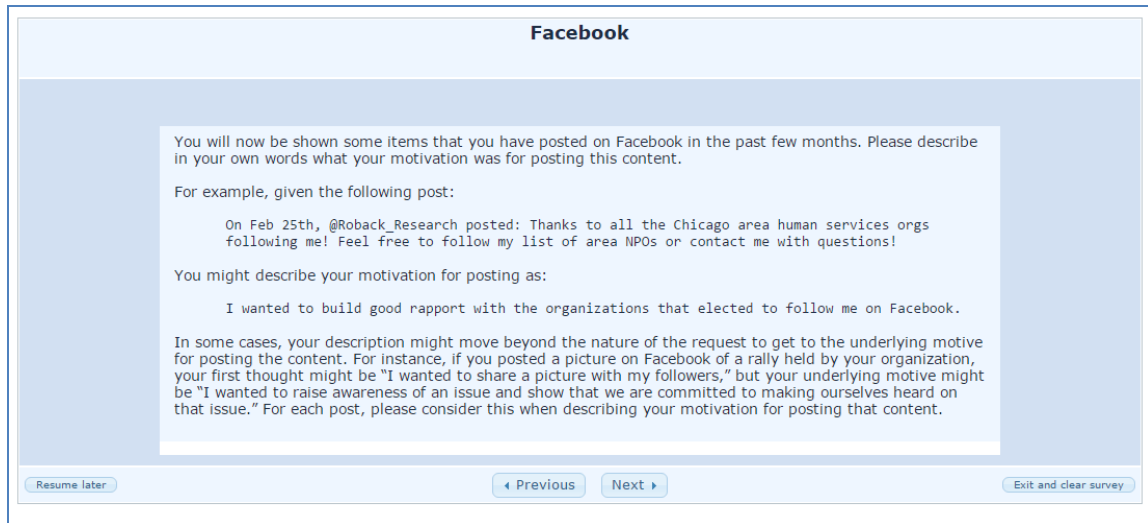 Facebook
You will now be shown some items that you have posted on Facebook in the past few months. Please describe
in your own words what your motivation was for posting this content.
For example, given the following post:
On Feb 25th, @Roback_Research posted: Thanks to all the Chicago area human services orgs
following me! Feel free to follow my list of area NPOs or contact me with questions!
You might describe your motivation for posting as:
I wanted to build good rapport with the organizations that elected to follow me on Facebook.
In some cases, your description might move beyond the nature of the request to get to the underlying motive
for posting the content. For instance, if you posted a picture on Facebook of a rally held by your organization,
your first thought might be “I wanted to share a picture with my followers,” but your underlying motive might
be “I wanted to raise awareness of an issue and show that we are committed to making ourselves heard on
that issue.” For each post, please consider this when describing your motivation for posting that content.
Resume later
Previous
Next
Exit and clear survey